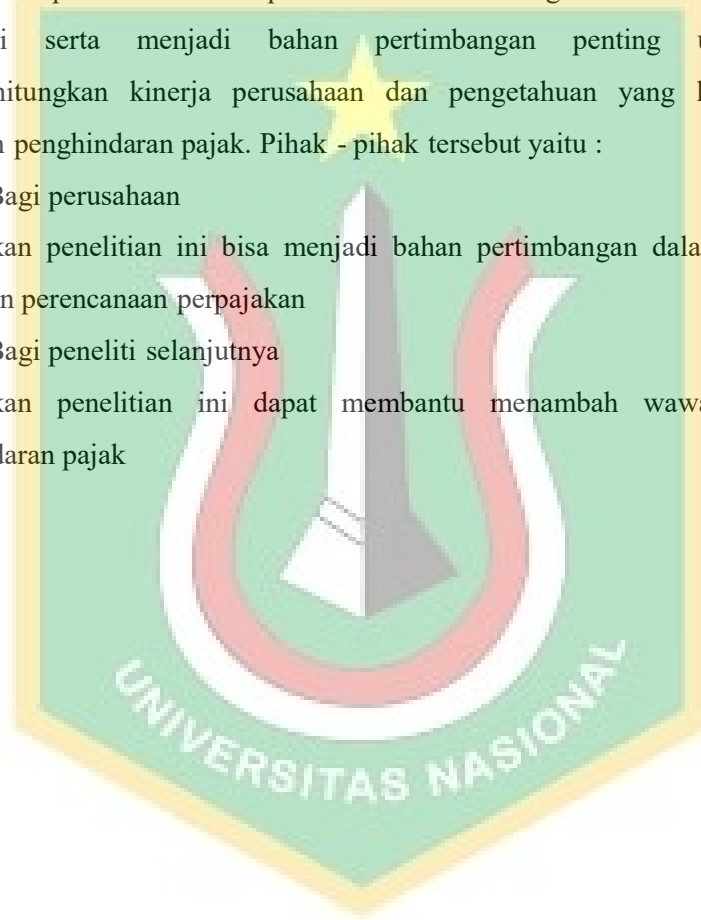 i serta menjadi bahan pertimbangan penting u
hitungkan kinerja perusahaan dan pengetahuan yang
n penghindaran pajak. Pihak - pihak tersebut yaitu :
Bagi perusahaan
kan penelitian ini bisa menjadi bahan pertimbangan dala
n perencanaan perpajakan
Bagi peneliti selanjutnya
kan penelitian ini dapat membantu menambah wawa
daran pajak
UNIVERSITAS NASIONAL